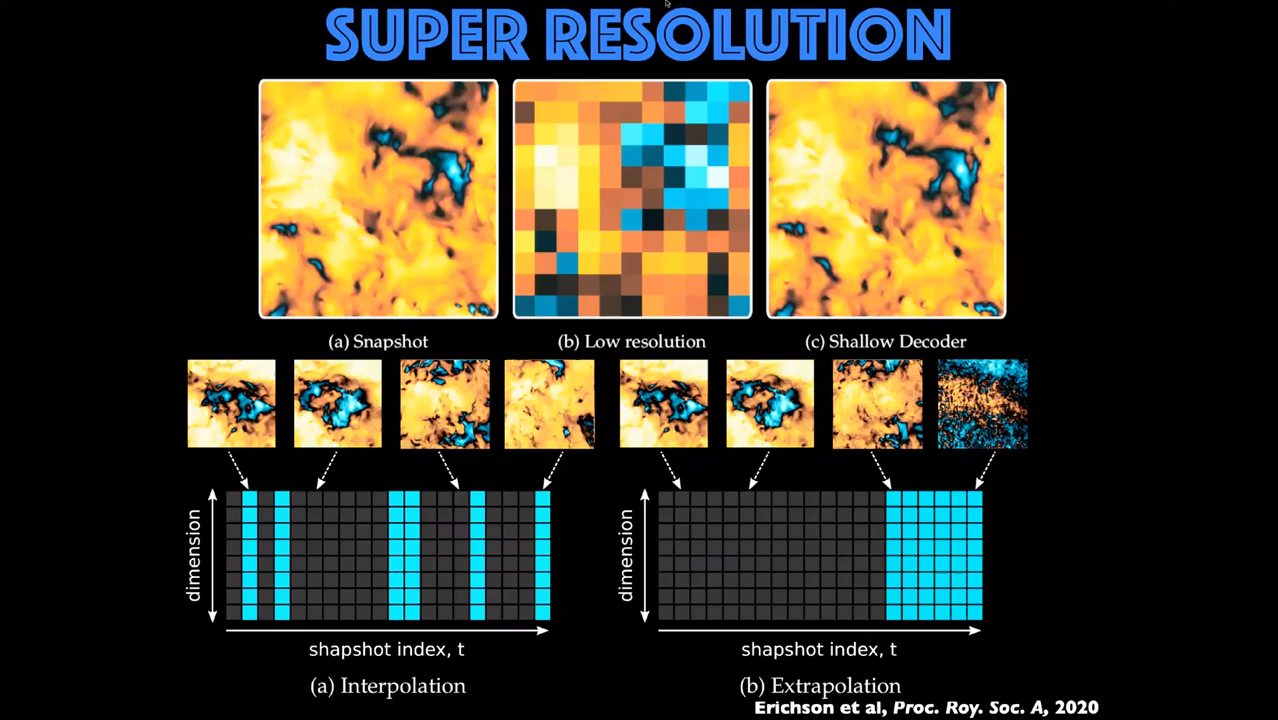 SUPER RESOLUTION
(a) Snapshot
(b) Low resolution
(c) Shallow Decoder
dimension
dimension
shapshot index, t
shapshot index, t
(a) Interpolation
(b) Extrapolation
Erichson et al, Proc. Roy. Soc. A, 2020